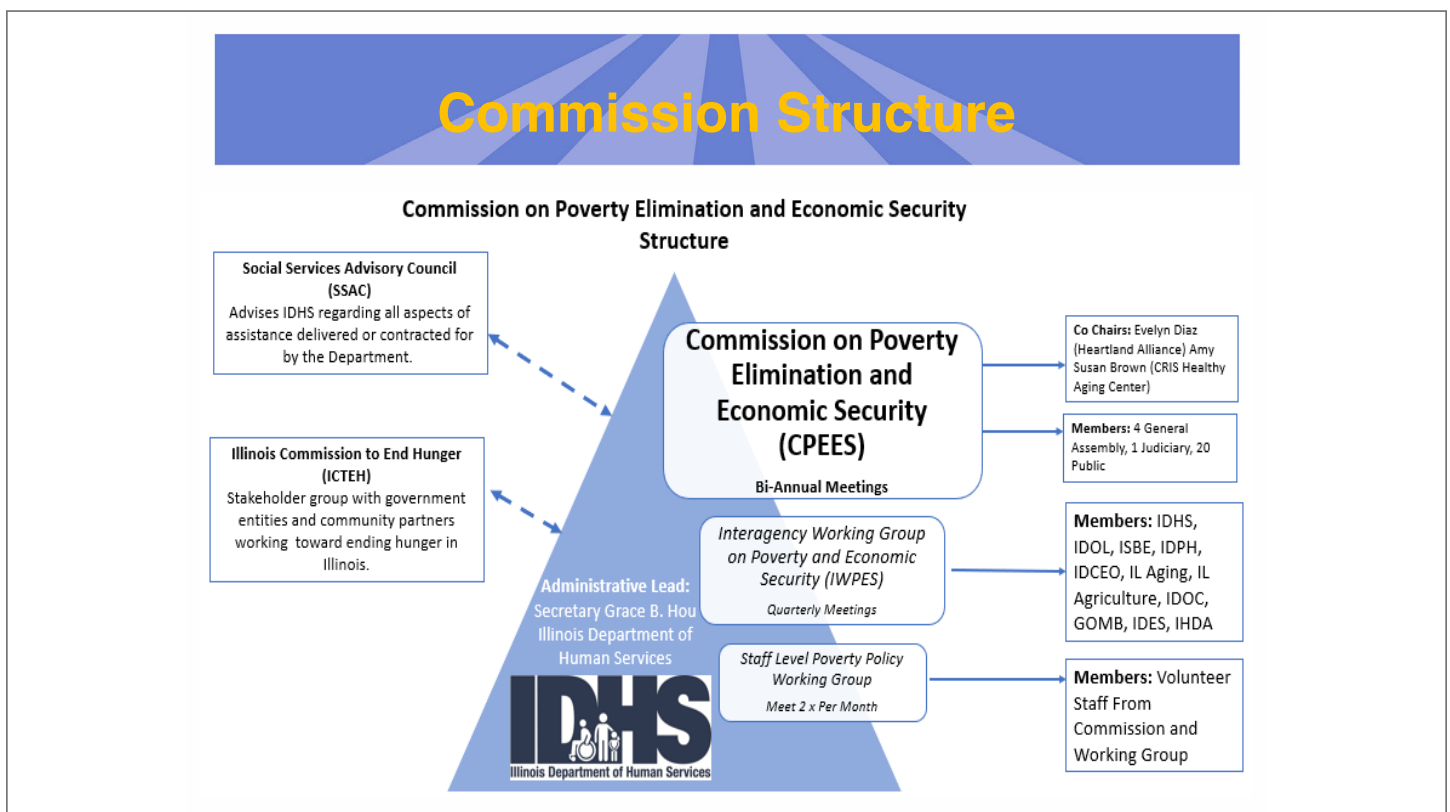 Commission Structure
Commission on Poverty Elimination and Economic Security
Structure
Social Services Advisory Council
(SSAC)
Advises IDHS regarding all aspects of
assistance delivered or contracted for
by the Department.
Illinois Commission to End Hunger
(ICTEH)
Stakeholder group with government
entities and community partners
working toward ending hunger in
Illinois.
Commission on Poverty
Elimination and
Economic Security
(CPEES)
Bi-Annual Meetings
Co Chairs: Evelyn Diaz
(Heartland Alliance) Amy
Susan Brown (CRIS Healthy
Aging Center)
Members: 4 General
Assembly, 1 Judiciary, 20
Public
Interagency Working Group
on Poverty and Economic
Security (IWPES)
Quarterly Meetings
Members: IDHS,
IDOL, ISBE, IDPH,
IDCEO, IL Aging, IL
Agriculture, IDOC,
GOMB, IDES, IHDA
Administrative Lead:
Secretary Grace B. Hou
Illinois Department of
Human Services
Staff Level Poverty Policy
Working Group
Meet 2 x Per Month
Members: Volunteer
Staff From
Commission and
Working Group
IDHS
Illinois Department of Human Services